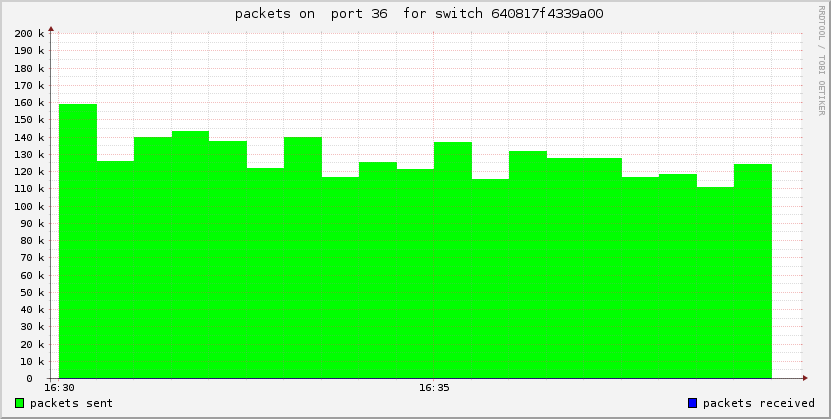 packets on  port 36  for switch 640817f4339a00
RRDTOOL / TOBI OETIKER
200 k
190 k
180 k
170 k
160 k
150 k
140 k
130 k
120 k
110 k
100 k
90 k
80 k
70 k
60 k
50 k
40 k
30 k
20 k
10 k
0
16:30 16:35
packets sent packets received